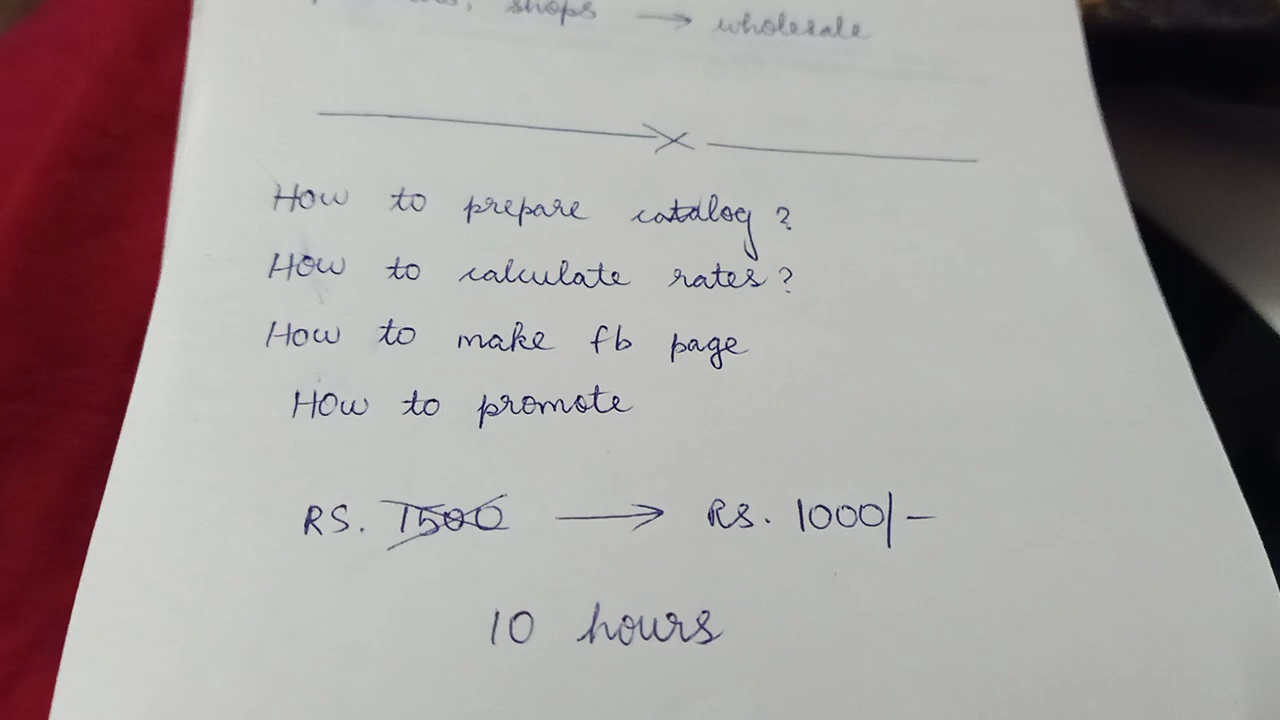 shops → wholesale
How to prepare catalog ?
How to calculate rates ?
How to make fb page
How to promote
RS. 1500 → RS. 1000/-
10 hours